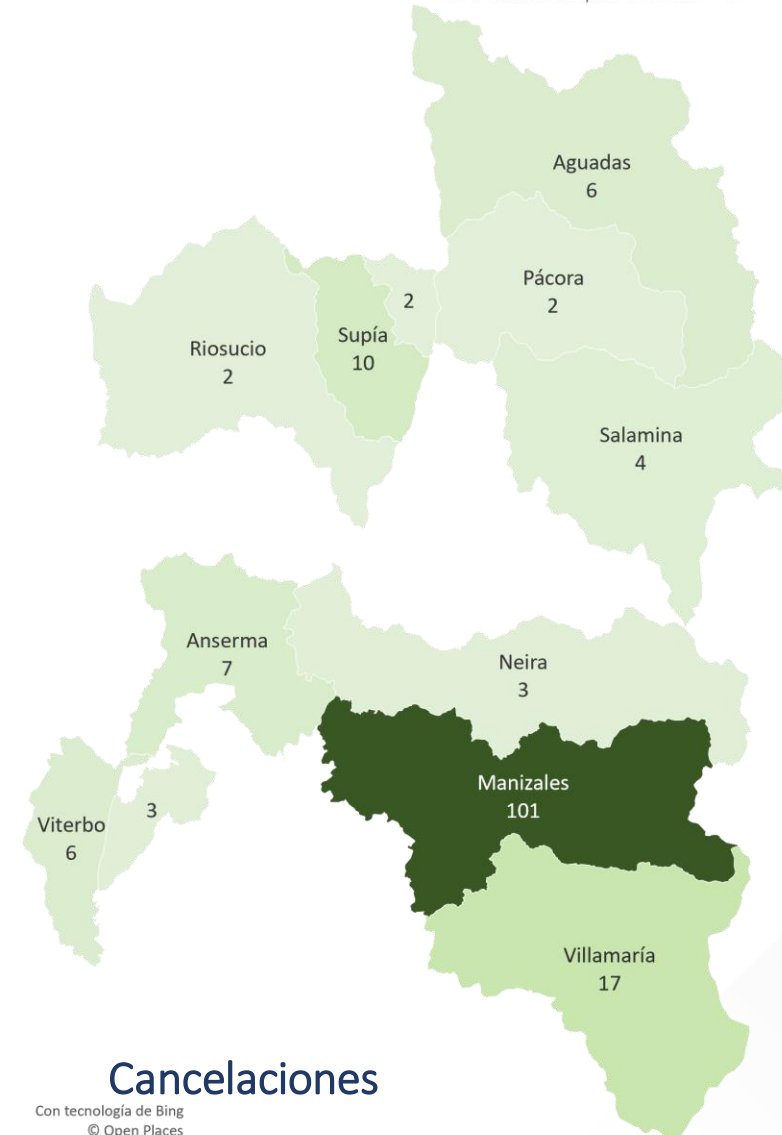 Aguadas
6
Pácora
2
2
Supía
10
Riosucio
2
Salamina
4
Anserma
7
Neira
3
Manizales
101
3
Viterbo
6
Villamaría
17
Cancelaciones
Con tecnología de Bing
© Open Places